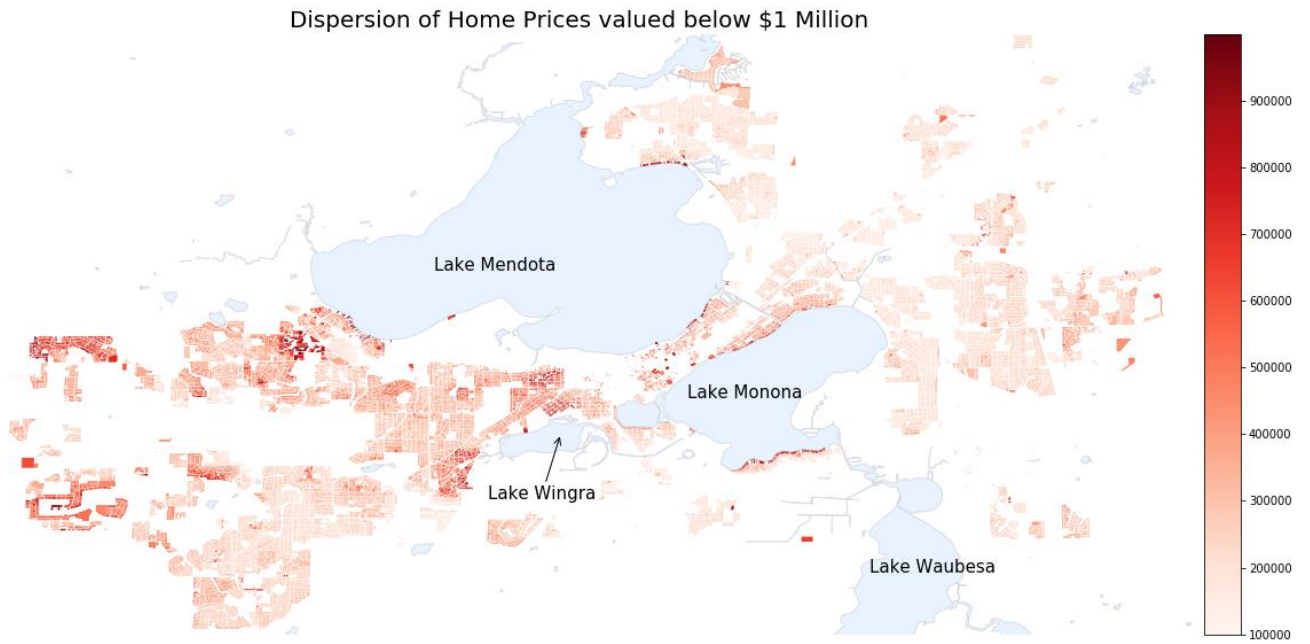 Dispersion of Home Prices valued below $1 Million
900000
800000
700000
600000
500000
400000
300000
200000
100000
Lake Mendota
Lake Monona
Lake Wingra
Lake Waubesa